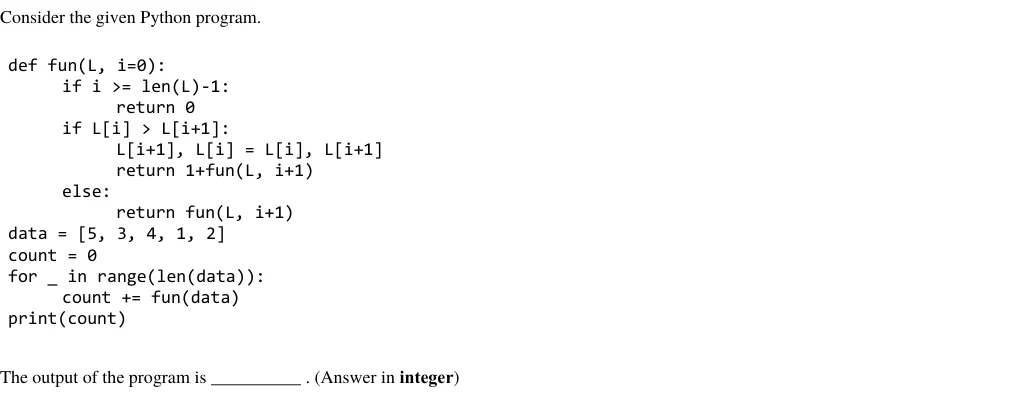 Consider the given Python program.
def fun(L, i=0):
    if i >= len(L)-1:
        return 0
    if L[i] > L[i+1]:
        L[i+1], L[i] = L[i], L[i+1]
        return 1+fun(L, i+1)
    else:
        return fun(L, i+1)
data = [5, 3, 4, 1, 2]
count = 0
for _ in range(len(data)):
    count += fun(data)
print(count)
The output of the program is __________ . (Answer in integer)